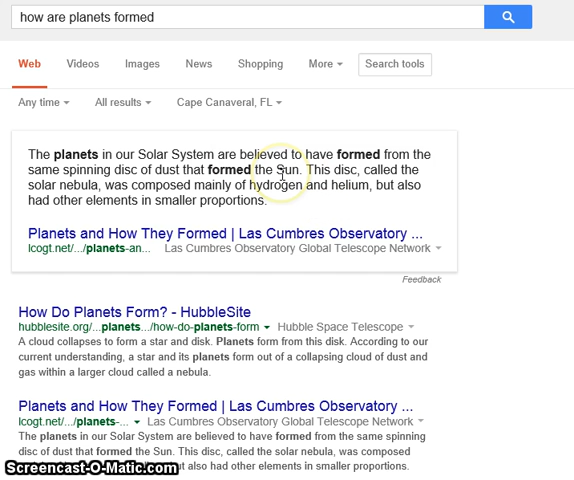 how are planets formed
Web Videos Images News Shopping More Search tools
Any time All results Cape Canaveral, FL
The planets in our Solar System are believed to have formed from the
same spinning disc of dust that formed the Sun. This disc, called the
solar nebula, was composed mainly of hydrogen and helium, but also
had other elements in smaller proportions.
Planets and How They Formed | Las Cumbres Observatory ...
lcogt.net/.../planets-an... Las Cumbres Observatory Global Telescope Network
Feedback
How Do Planets Form? - HubbleSite
hubblesite.org/...planets.../how-do-planets-form Hubble Space Telescope
A cloud collapses to form a star and disk. Planets form from this disk. According to our
current understanding, a star and its planets form out of a collapsing cloud of dust and
gas within a larger cloud called a nebula.
Planets and How They Formed | Las Cumbres Observatory ...
lcogt.net/.../planets-... Las Cumbres Observatory Global Telescope Network
The planets in our Solar System are believed to have formed from the same spinning
disc of dust that formed the Sun. This disc, called the solar nebula, was composed
Screencast-O-Matic.com but also had other elements in smaller proportions.